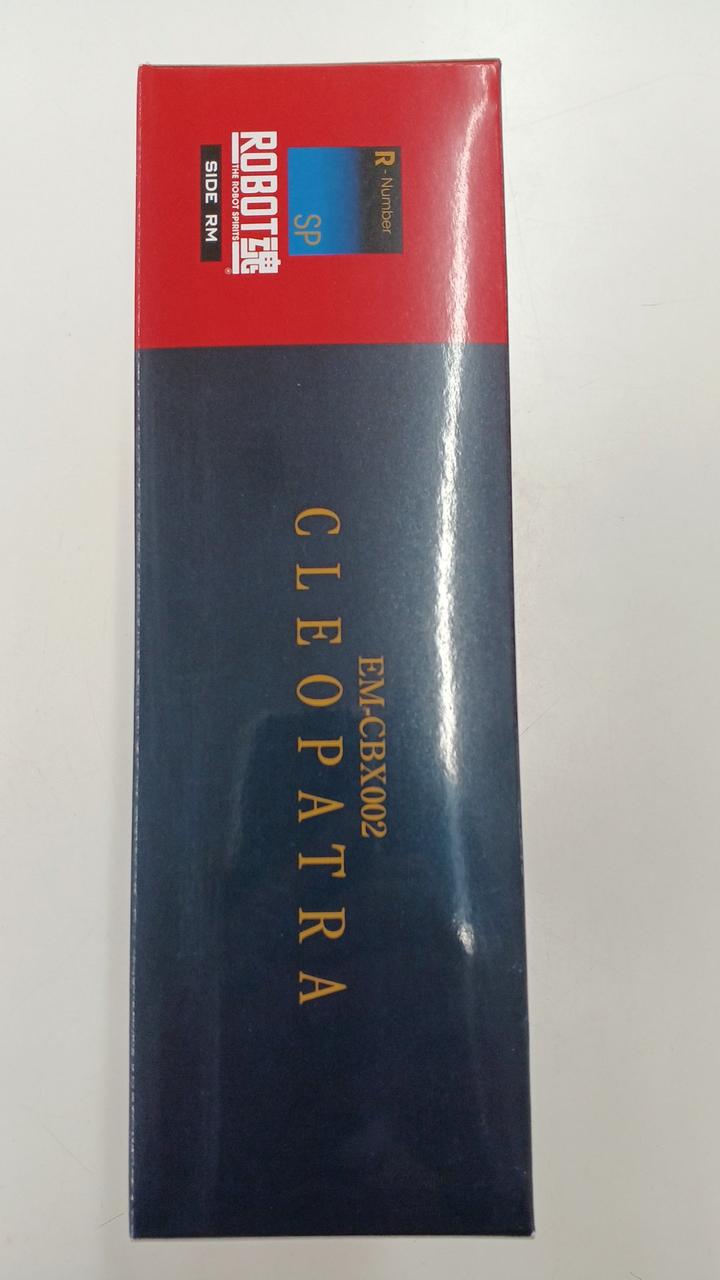 R-Number
SP
ROBOT魂
THE ROBOT SPIRITS
®
SIDE RM
EM-CBX002
CLEOPATRA